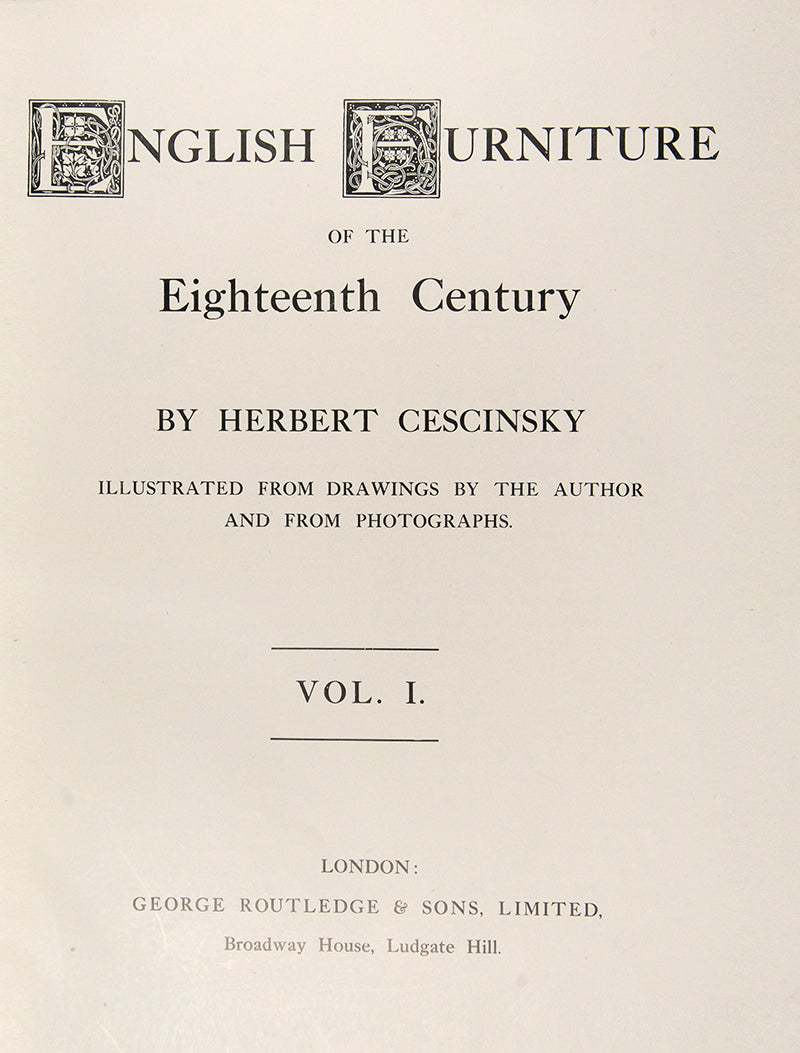 ENGLISH FURNITURE
OF THE
Eighteenth Century
BY HERBERT CESCINSKY
ILLUSTRATED FROM DRAWINGS BY THE AUTHOR
AND FROM PHOTOGRAPHS.
VOL. I.
LONDON:
GEORGE ROUTLEDGE & SONS, LIMITED,
Broadway House, Ludgate Hill.